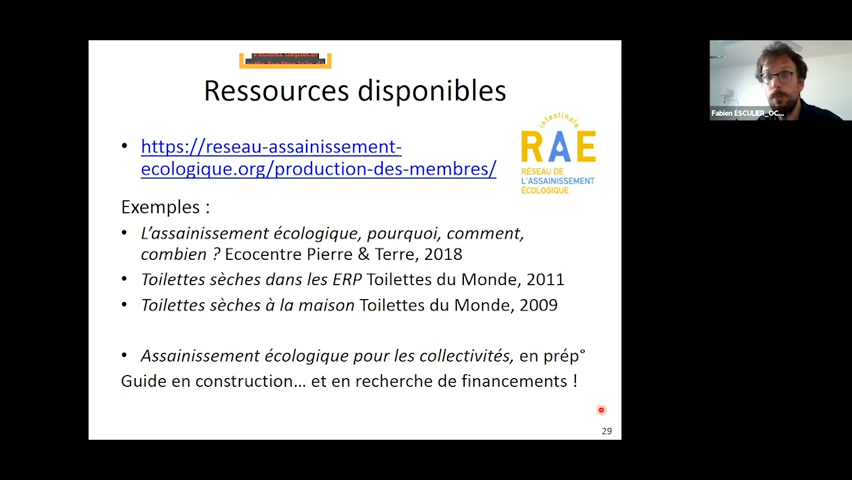 Ressources disponibles
• https://reseau-assainissement-
ecologique.org/production-des-membres/
intestinale
RAE
RÉSEAU DE
L'ASSAINISSEMENT
ÉCOLOGIQUE
Exemples :
• L'assainissement écologique, pourquoi, comment,
combien ? Ecocentre Pierre & Terre, 2018
• Toilettes sèches dans les ERP Toilettes du Monde, 2011
• Toilettes sèches à la maison Toilettes du Monde, 2009
• Assainissement écologique pour les collectivités, en prép°
Guide en construction… et en recherche de financements !
29
Fabien ESCULIER_OC...